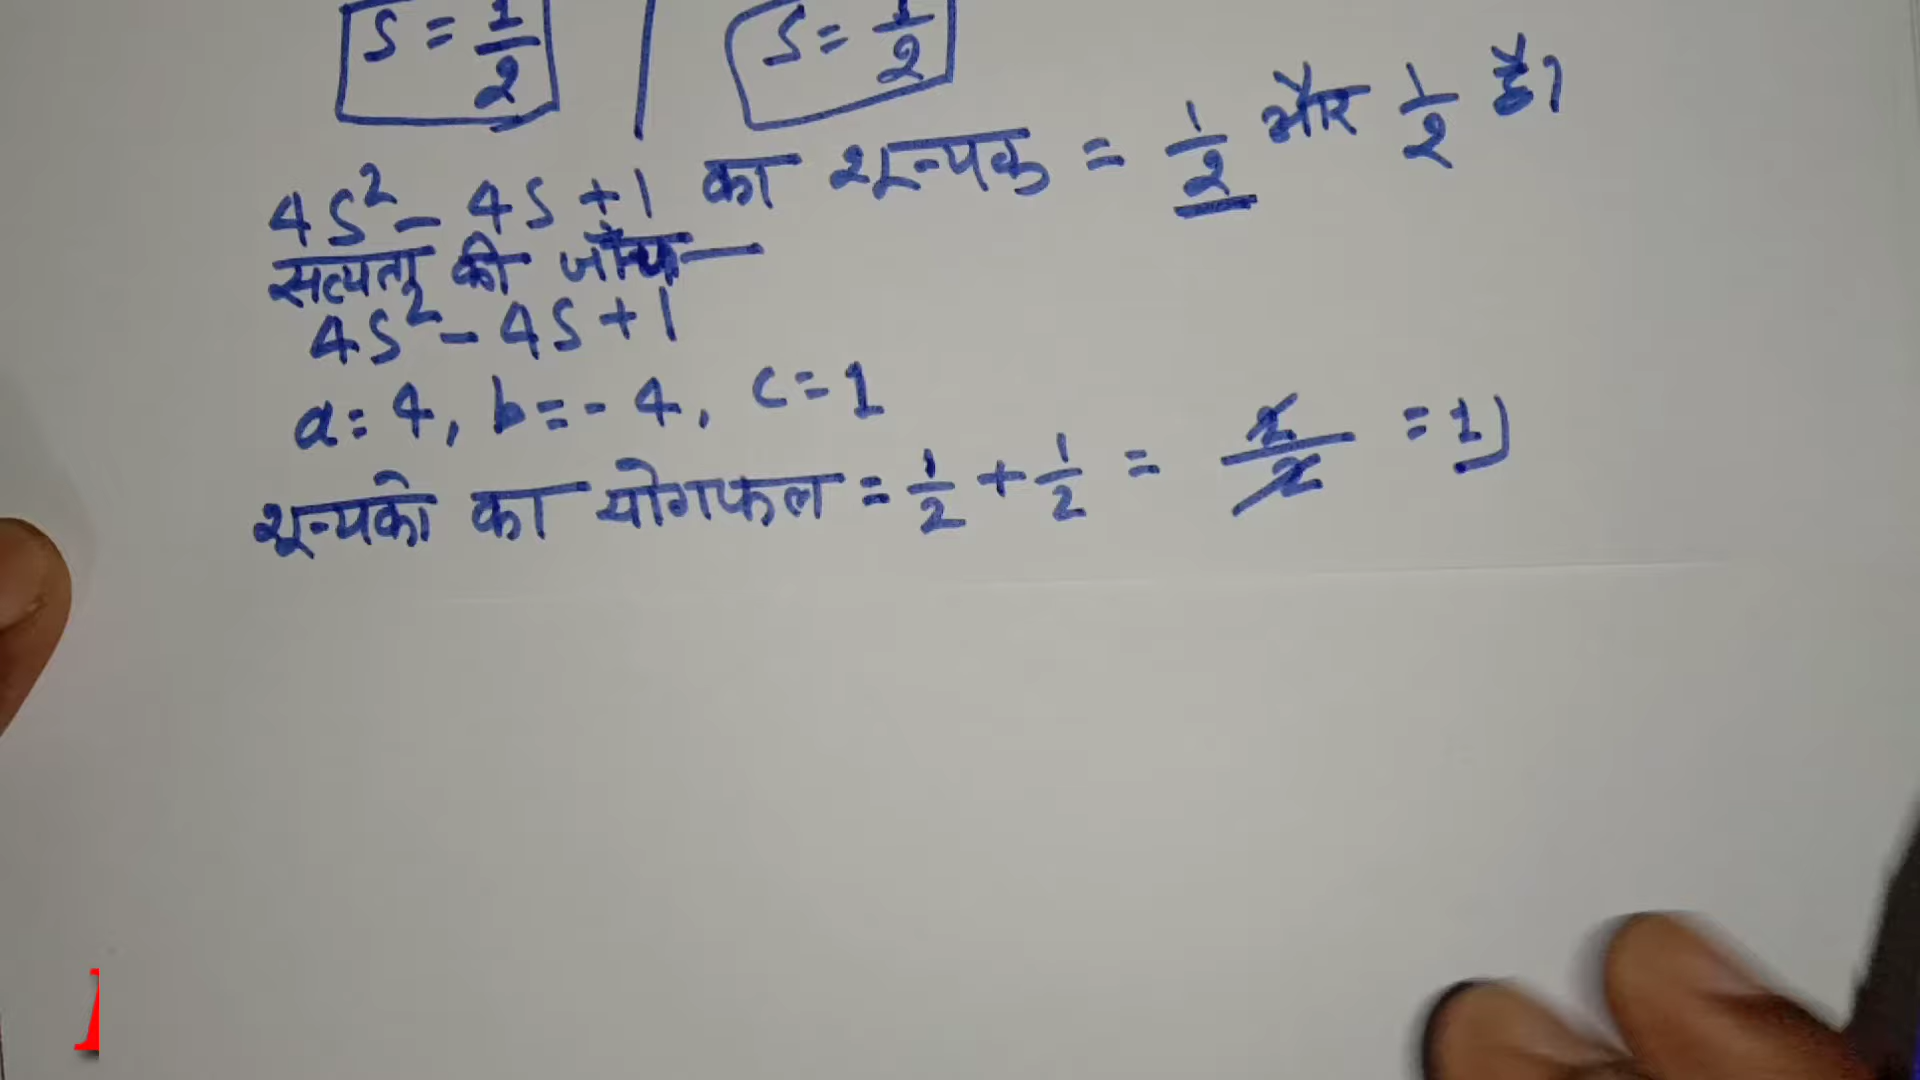 S = 1/2 | S = 1/2
4S² - 4S + 1 का शून्यक = 1/2 और 1/2 है।
सत्यता की जाँच —
4S² - 4S + 1
a = 4, b = - 4, c = 1
शून्यको का योगफल = 1/2 + 1/2 = 2/2 = 1